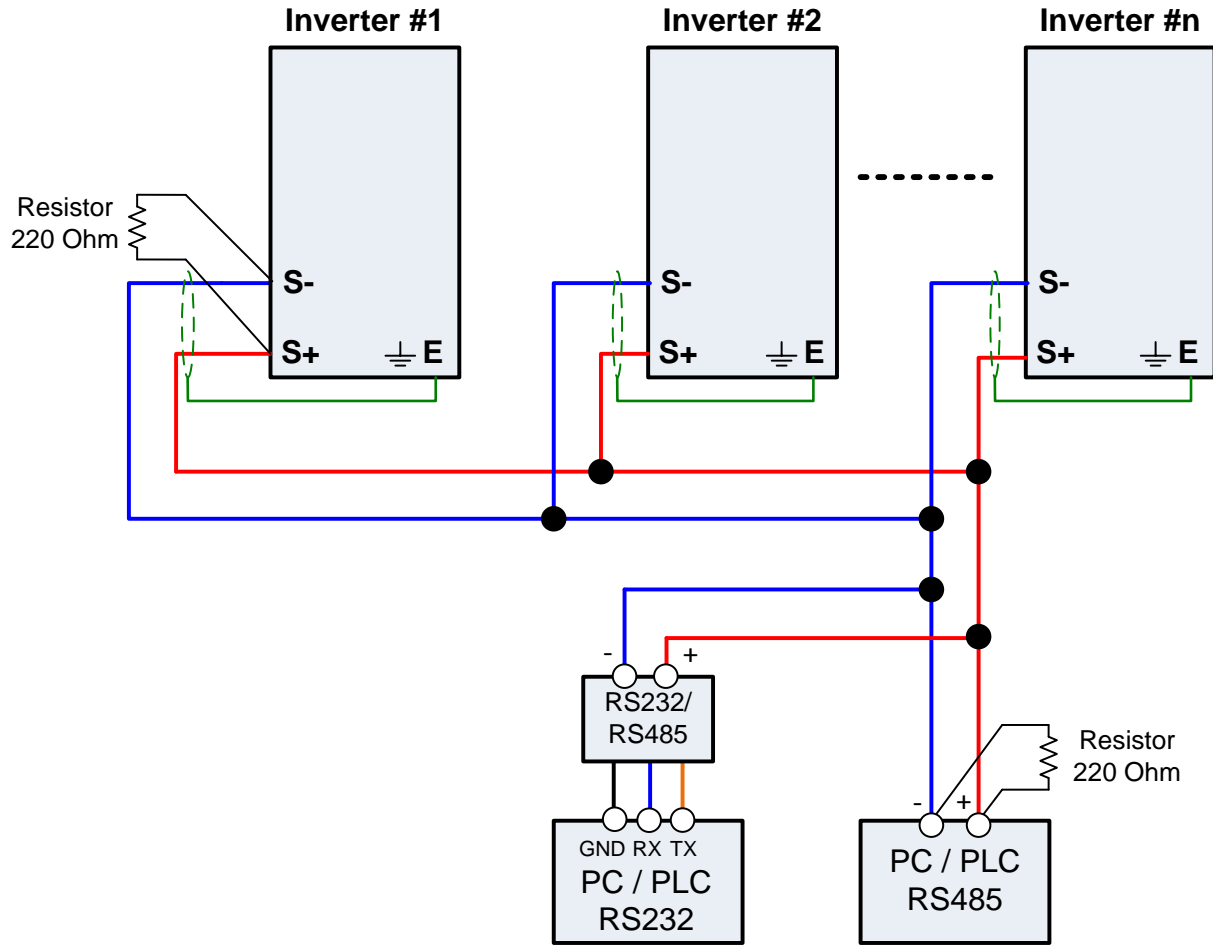 Inverter #1
Inverter #2
Inverter #n
Resistor
220 Ohm
S-
S+
E
S-
S+
E
S-
S+
E
- +
RS232/
RS485
GND RX TX
PC / PLC
RS232
- +
PC / PLC
RS485
Resistor
220 Ohm